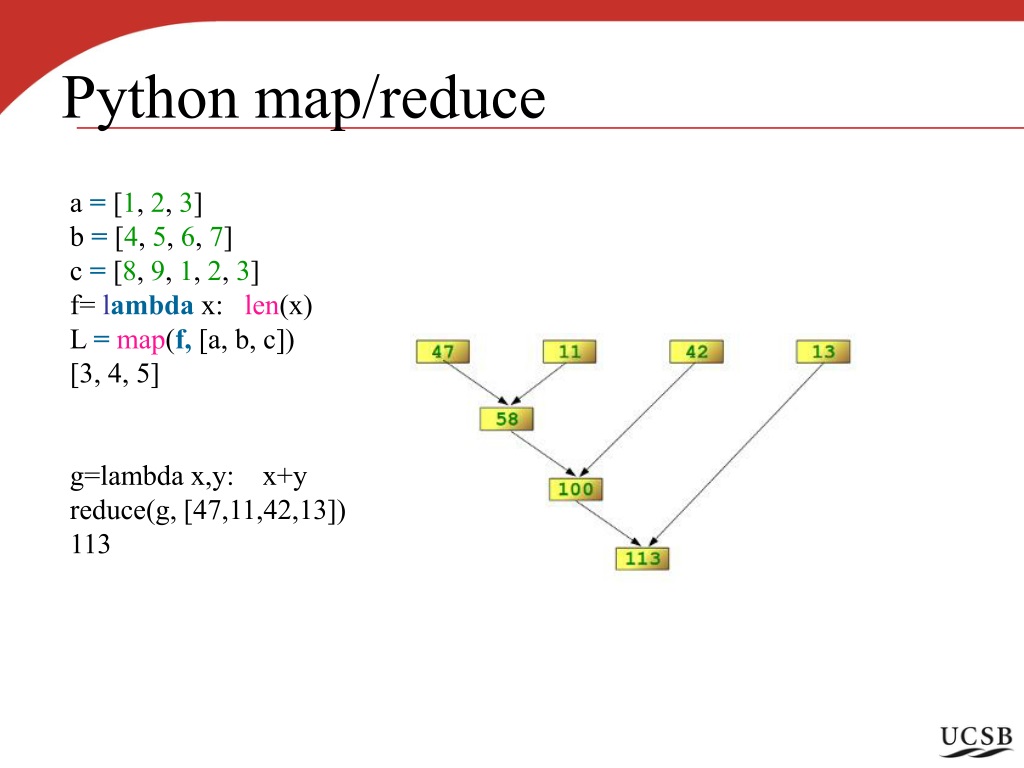 Python map/reduce
a = [1, 2, 3]
b = [4, 5, 6, 7]
c = [8, 9, 1, 2, 3]
f= lambda x:   len(x)
L = map(f, [a, b, c])
[3, 4, 5]
g=lambda x,y:    x+y
reduce(g, [47,11,42,13])
113
47 11 42 13
58
100
113
UCSB